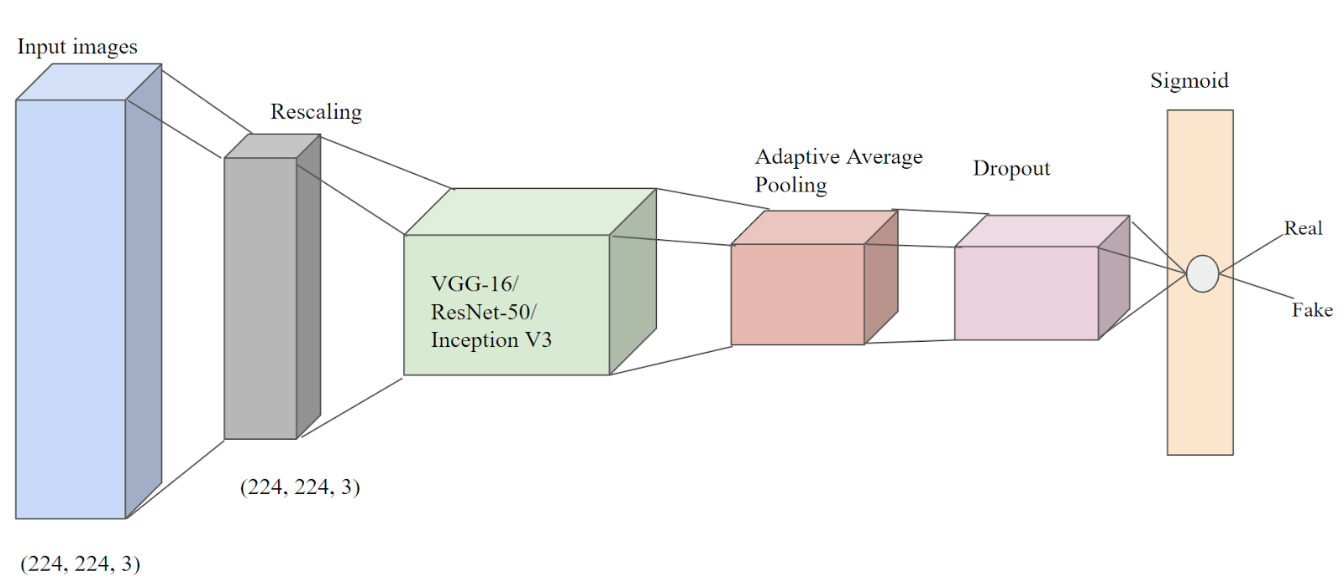 Input images
Rescaling
Sigmoid
Adaptive Average
Pooling
Dropout
VGG-16/
ResNet-50/
Inception V3
Real
Fake
(224, 224, 3)
(224, 224, 3)